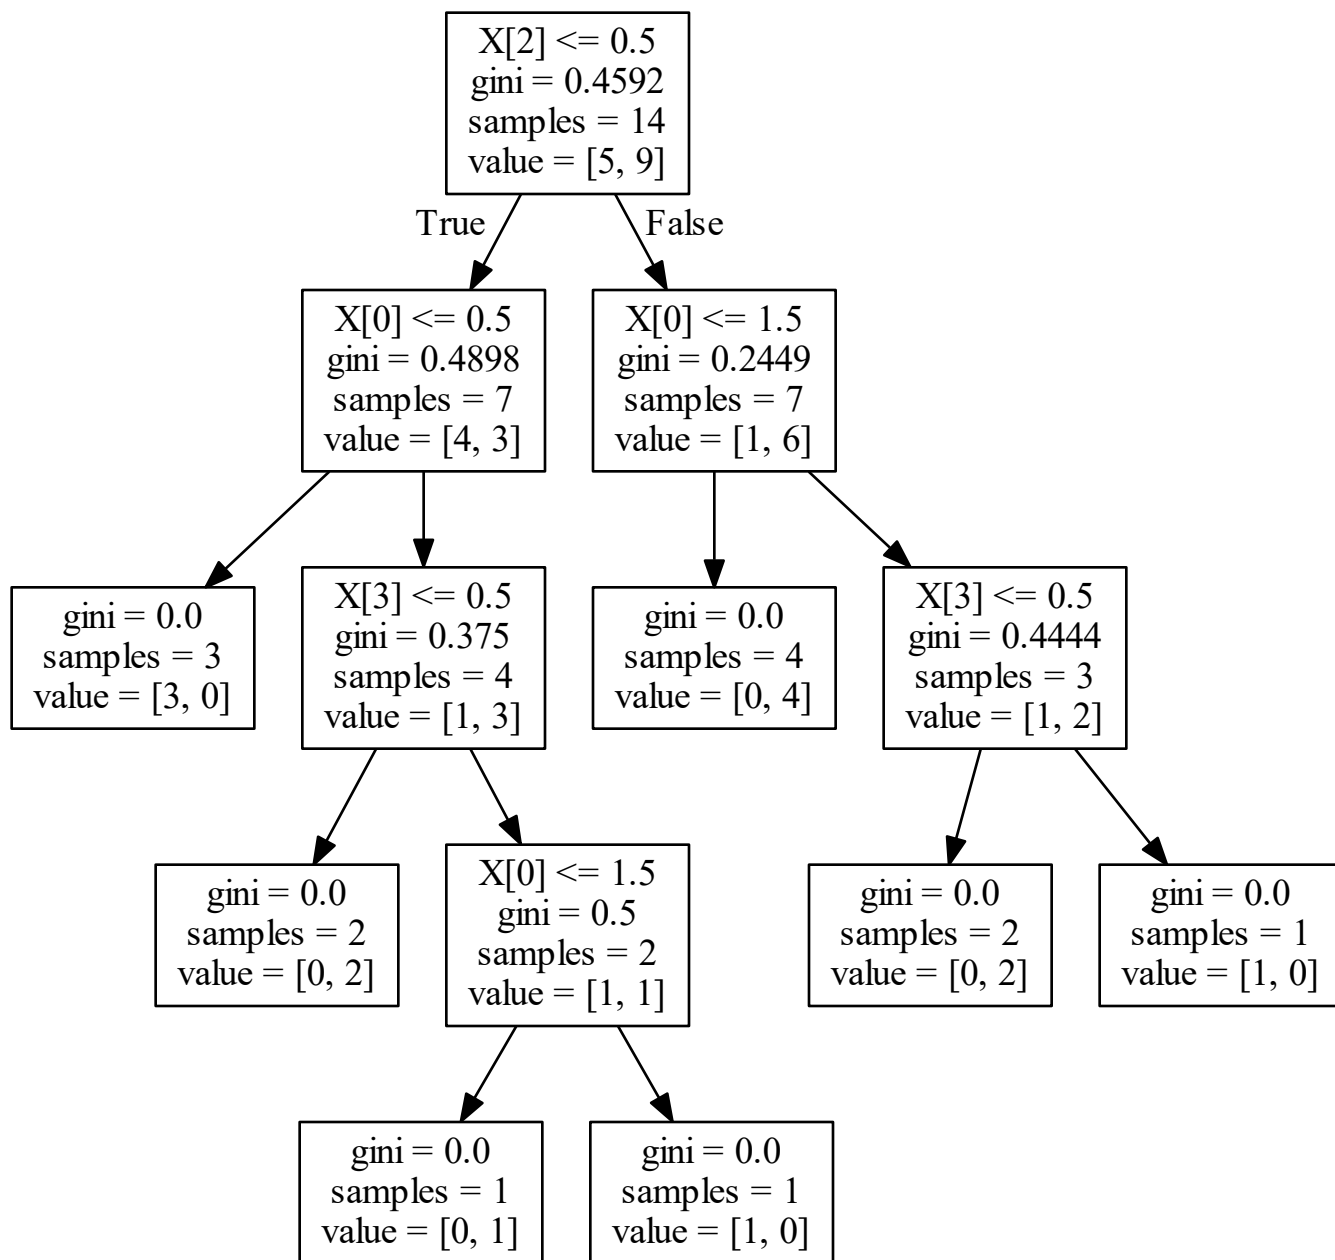 X[2] <= 0.5
gini = 0.4592
samples = 14
value = [5, 9]
True
False
X[0] <= 0.5
gini = 0.4898
samples = 7
value = [4, 3]
X[0] <= 1.5
gini = 0.2449
samples = 7
value = [1, 6]
gini = 0.0
samples = 3
value = [3, 0]
X[3] <= 0.5
gini = 0.375
samples = 4
value = [1, 3]
gini = 0.0
samples = 4
value = [0, 4]
X[3] <= 0.5
gini = 0.4444
samples = 3
value = [1, 2]
gini = 0.0
samples = 2
value = [0, 2]
X[0] <= 1.5
gini = 0.5
samples = 2
value = [1, 1]
gini = 0.0
samples = 2
value = [0, 2]
gini = 0.0
samples = 1
value = [1, 0]
gini = 0.0
samples = 1
value = [0, 1]
gini = 0.0
samples = 1
value = [1, 0]